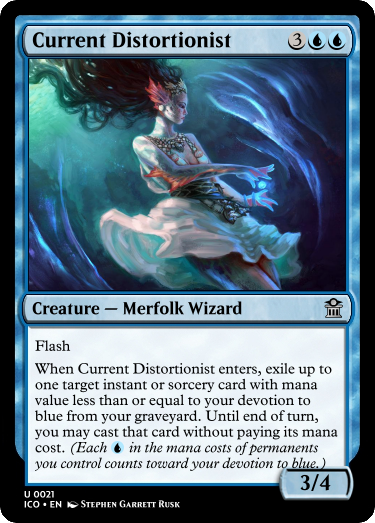 Current Distortionist 3
Creature — Merfolk Wizard
Flash
When Current Distortionist enters, exile up to
one target instant or sorcery card with mana
value less than or equal to your devotion to
blue from your graveyard. Until end of turn,
you may cast that card without paying its mana
cost. (Each in the mana costs of permanents
you control counts toward your devotion to blue.)
3/4
U 0021
ICO • EN Stephen Garrett Rusk